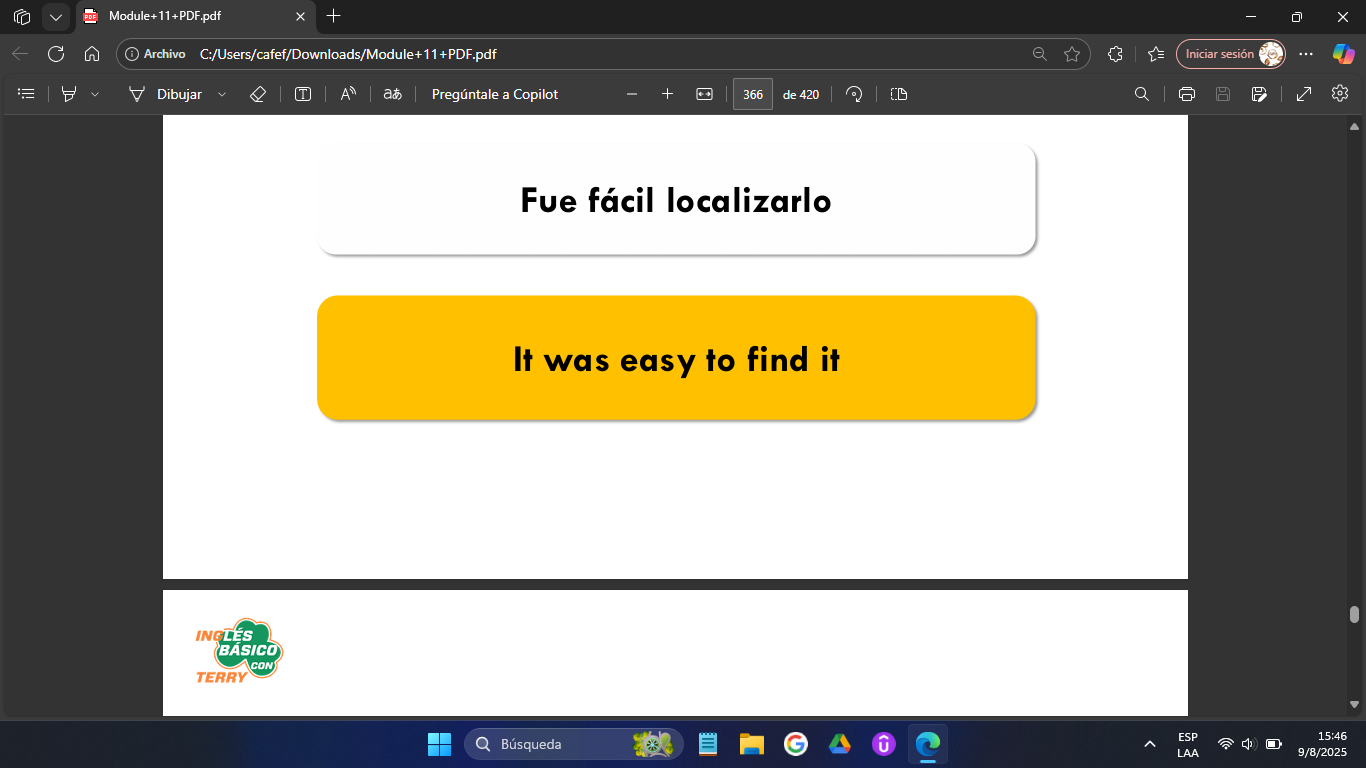 Module+11+PDF.pdf
Archivo C:/Users/cafef/Downloads/Module+11+PDF.pdf Iniciar sesión
Dibujar Pregúntale a Copilot 366 de 420
Fue fácil localizarlo
It was easy to find it
INGLÉS
BÁSICO
CON
TERRY
Búsqueda
ESP
LAA
15:46
9/8/2025